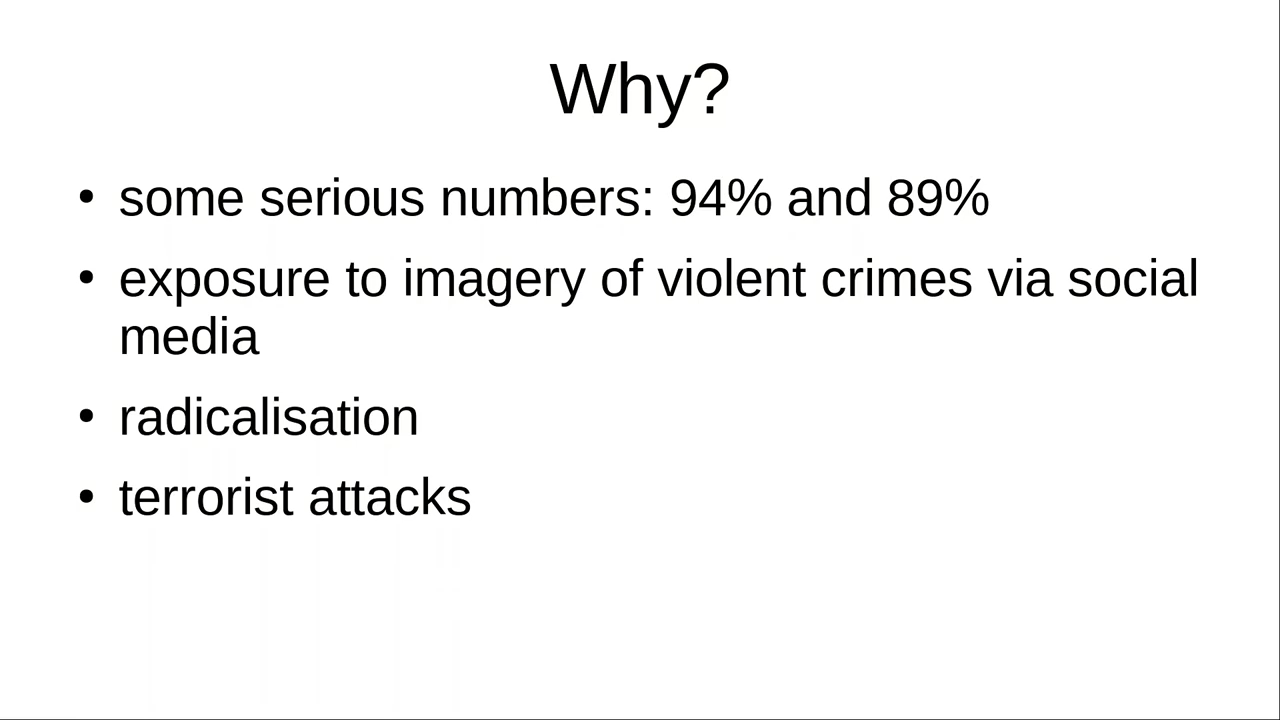 Why?
• some serious numbers: 94% and 89%
• exposure to imagery of violent crimes via social
media
• radicalisation
• terrorist attacks